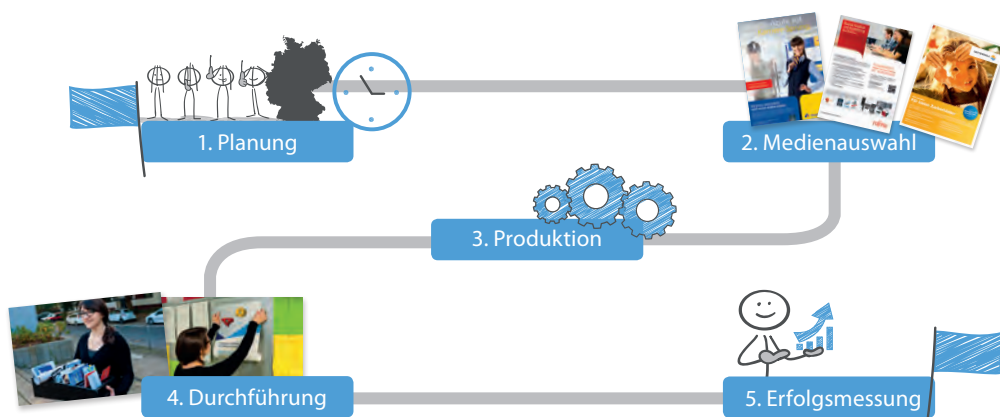 1. Planung
2. Medienauswahl
3. Produktion
4. Durchführung
5. Erfolgsmessung